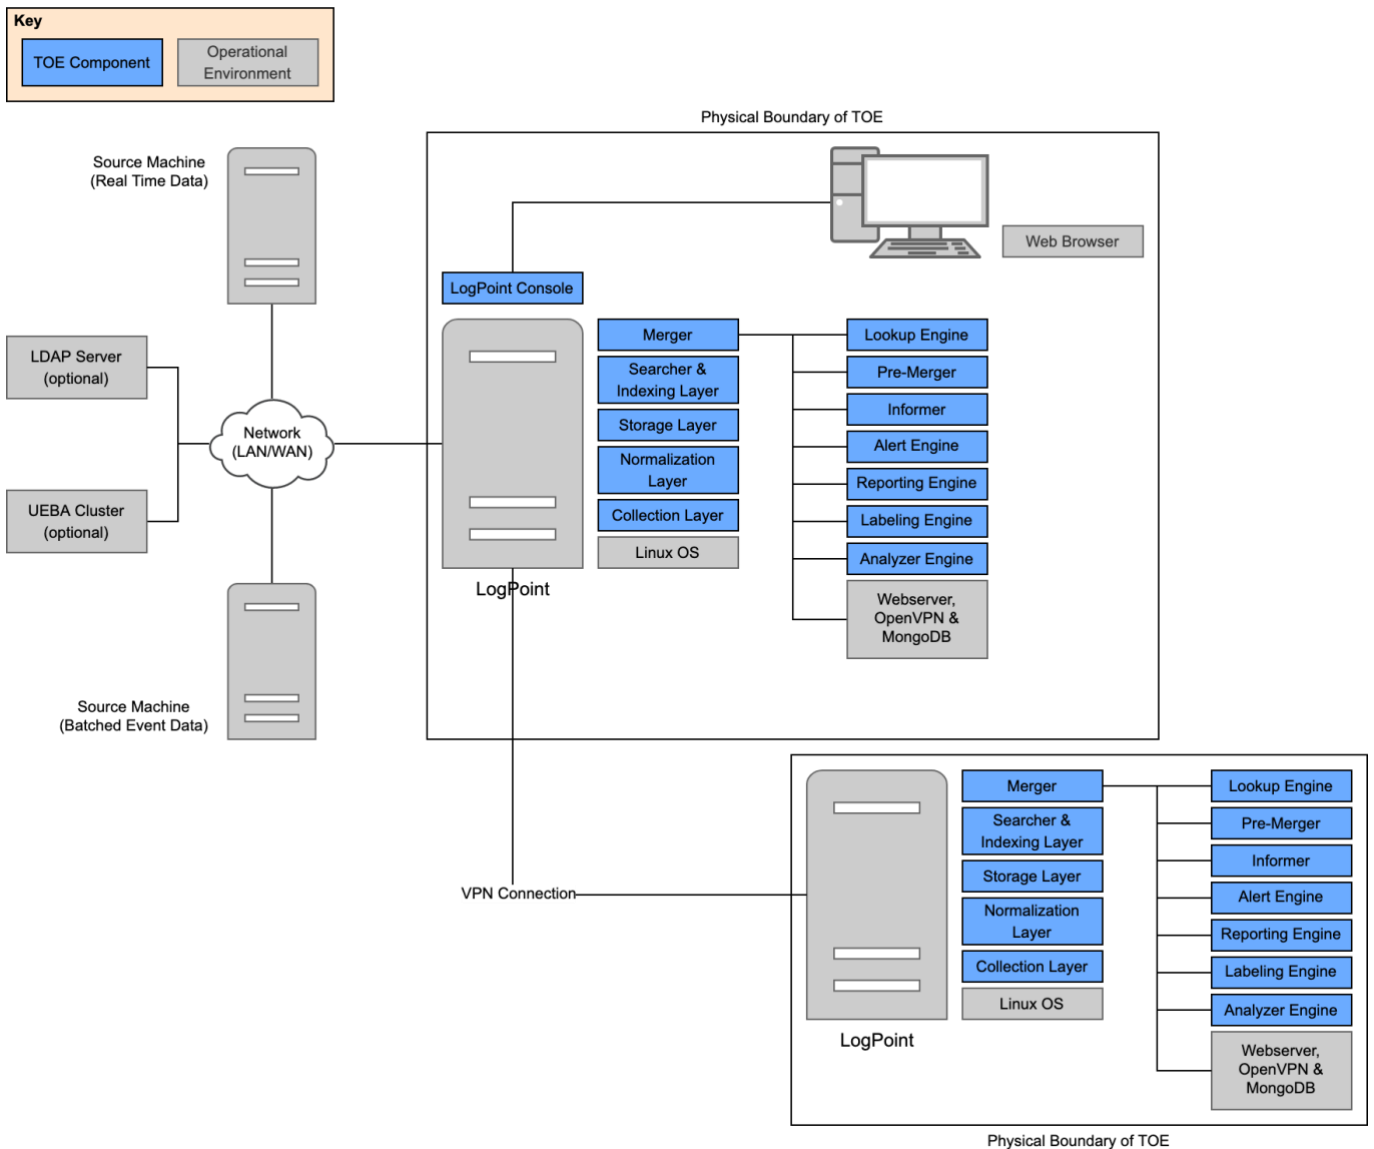 Key
TOE Component
Operational
Environment
Physical Boundary of TOE
Source Machine
(Real Time Data)
Web Browser
LogPoint Console
LDAP Server
(optional)
Network
(LAN/WAN)
UEBA Cluster
(optional)
Source Machine
(Batched Event Data)
Merger
Searcher &
Indexing Layer
Storage Layer
Normalization
Layer
Collection Layer
Linux OS
LogPoint
Lookup Engine
Pre-Merger
Informer
Alert Engine
Reporting Engine
Labeling Engine
Analyzer Engine
Webserver,
OpenVPN &
MongoDB
VPN Connection
Merger
Searcher &
Indexing Layer
Storage Layer
Normalization
Layer
Collection Layer
Linux OS
LogPoint
Lookup Engine
Pre-Merger
Informer
Alert Engine
Reporting Engine
Labeling Engine
Analyzer Engine
Webserver,
OpenVPN &
MongoDB
Physical Boundary of TOE